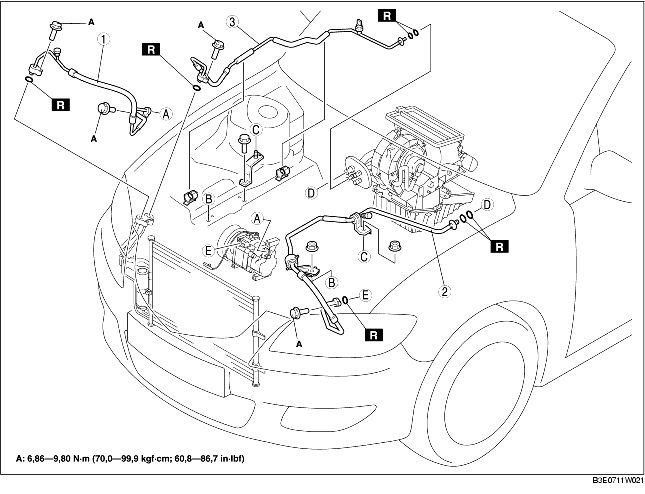 A
1
R
A
A
A
3
R
R
C
B
D
A
E
B
C
D
R
2
E
R
A
A: 6,86—9,80 N·m (70,0—99,9 kgf·cm; 60,8—86,7 in·lbf)
B3E0711W021